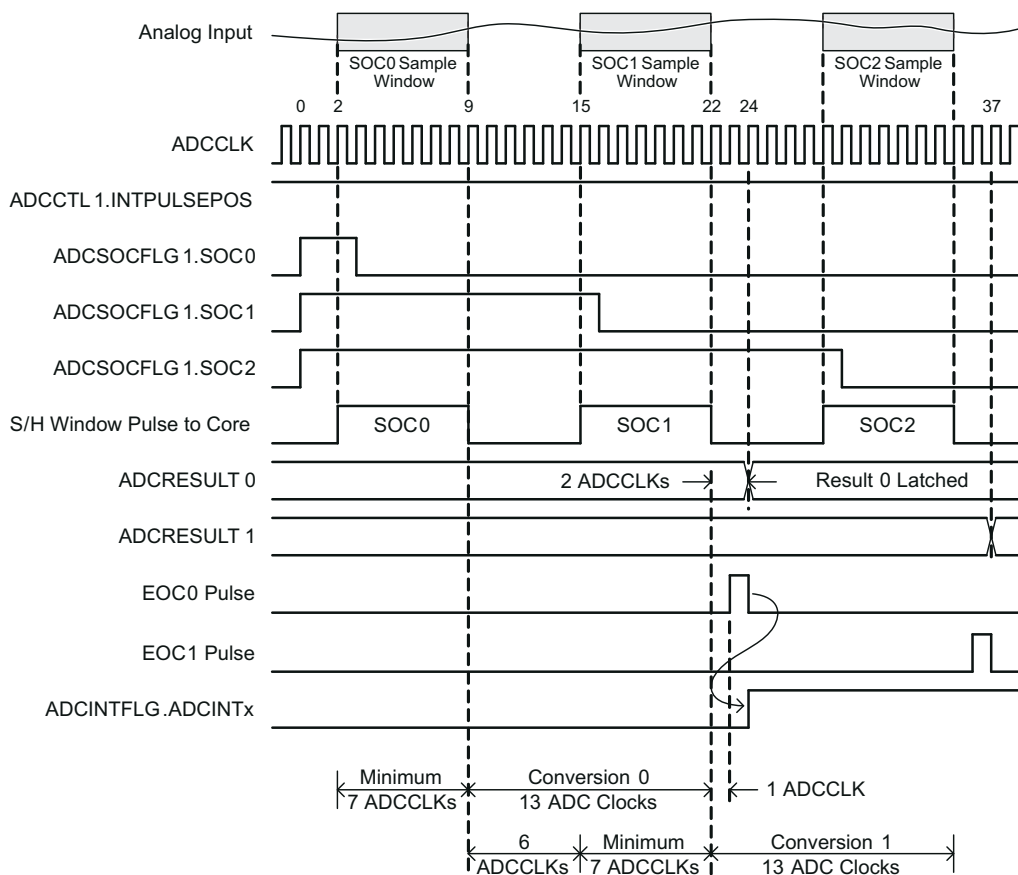 Analog Input
SOC0 Sample
Window
SOC1 Sample
Window
SOC2 Sample
Window
0 2 9 15 22 24 37
ADCCLK
ADCCTL 1.INTPULSEPOS
ADCSOCFLG 1.SOC0
ADCSOCFLG 1.SOC1
ADCSOCFLG 1.SOC2
S/H Window Pulse to Core SOC0 SOC1 SOC2
ADCRESULT 0 2 ADCCLKs Result 0 Latched
ADCRESULT 1
EOC0 Pulse
EOC1 Pulse
ADCINTFLG .ADCINTx
Minimum
7 ADCCLKs
Conversion 0
13 ADC Clocks
1 ADCCLK
6
ADCCLKs
Minimum
7 ADCCLKs
Conversion 1
13 ADC Clocks